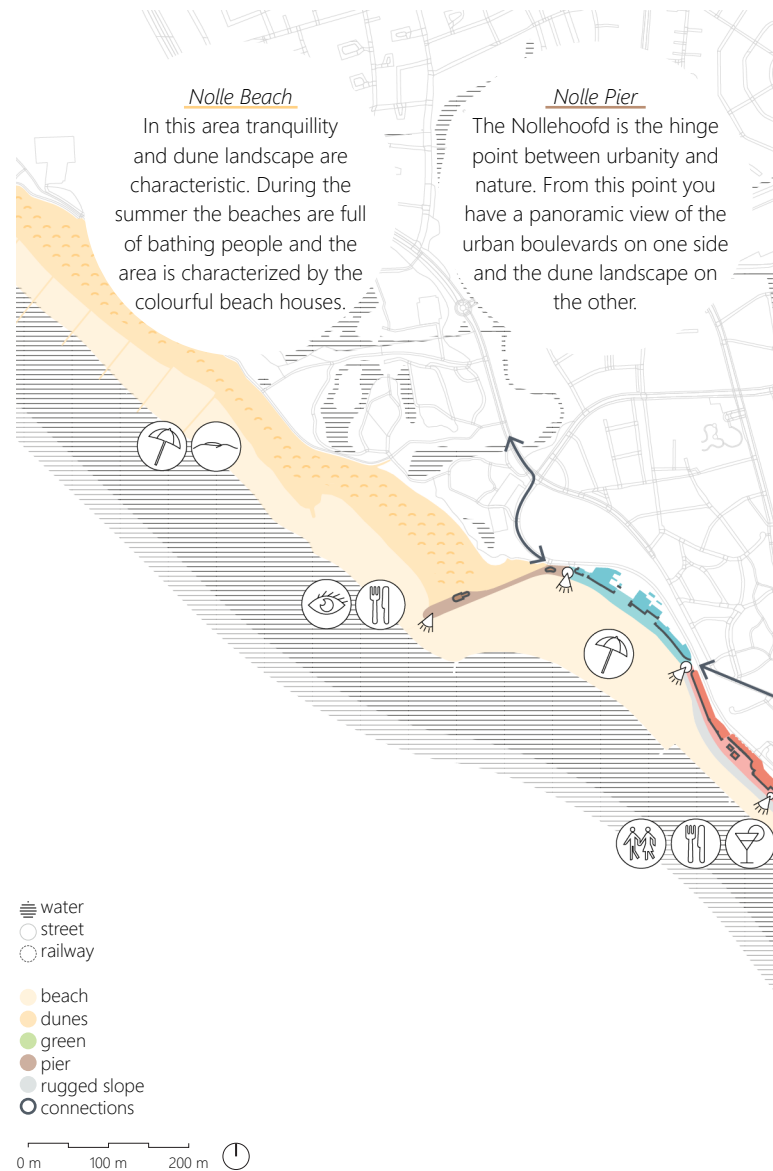 Nolle Beach
In this area tranquillity
and dune landscape are
characteristic. During the
summer the beaches are full
of bathing people and the
area is characterized by the
colourful beach houses.
Nolle Pier
The Nollehoofd is the hinge
point between urbanity and
nature. From this point you
have a panoramic view of the
urban boulevards on one side
and the dune landscape on
the other.
water
street
railway
beach
dunes
green
pier
rugged slope
connections
0 m 100 m 200 m